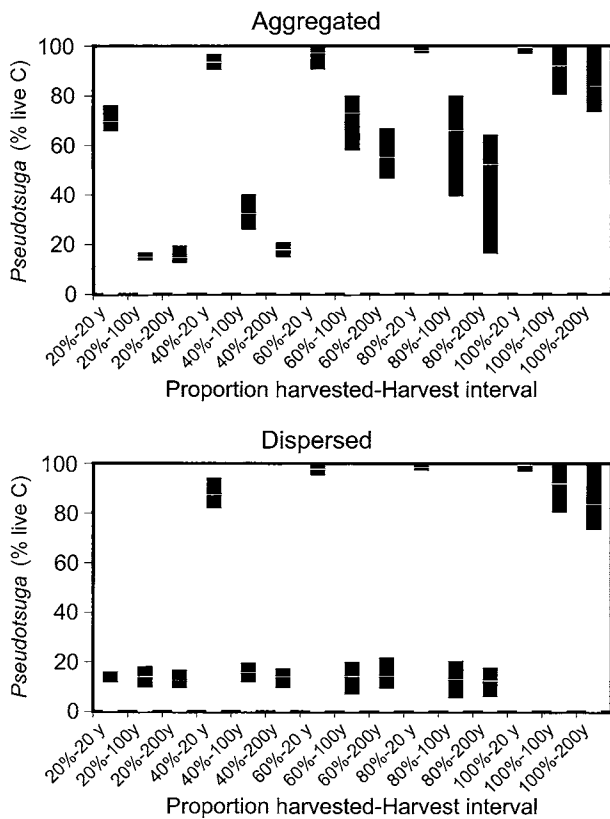 Aggregated
Pseudotsuga (% live C)
100
80
60
40
20
0
20%-20 y
20%-100y
20%-200y
40%-20 y
40%-100y
40%-200y
60%-20 y
60%-100y
60%-200y
80%-20 y
80%-100y
80%-200y
100%-20 y
100%-100y
100%-200y
Proportion harvested-Harvest interval
Dispersed
Pseudotsuga (% live C)
100
80
60
40
20
0
20%-20 y
20%-100y
20%-200y
40%-20 y
40%-100y
40%-200y
60%-20 y
60%-100y
60%-200y
80%-20 y
80%-100y
80%-200y
100%-20 y
100%-100y
100%-200y
Proportion harvested-Harvest interval